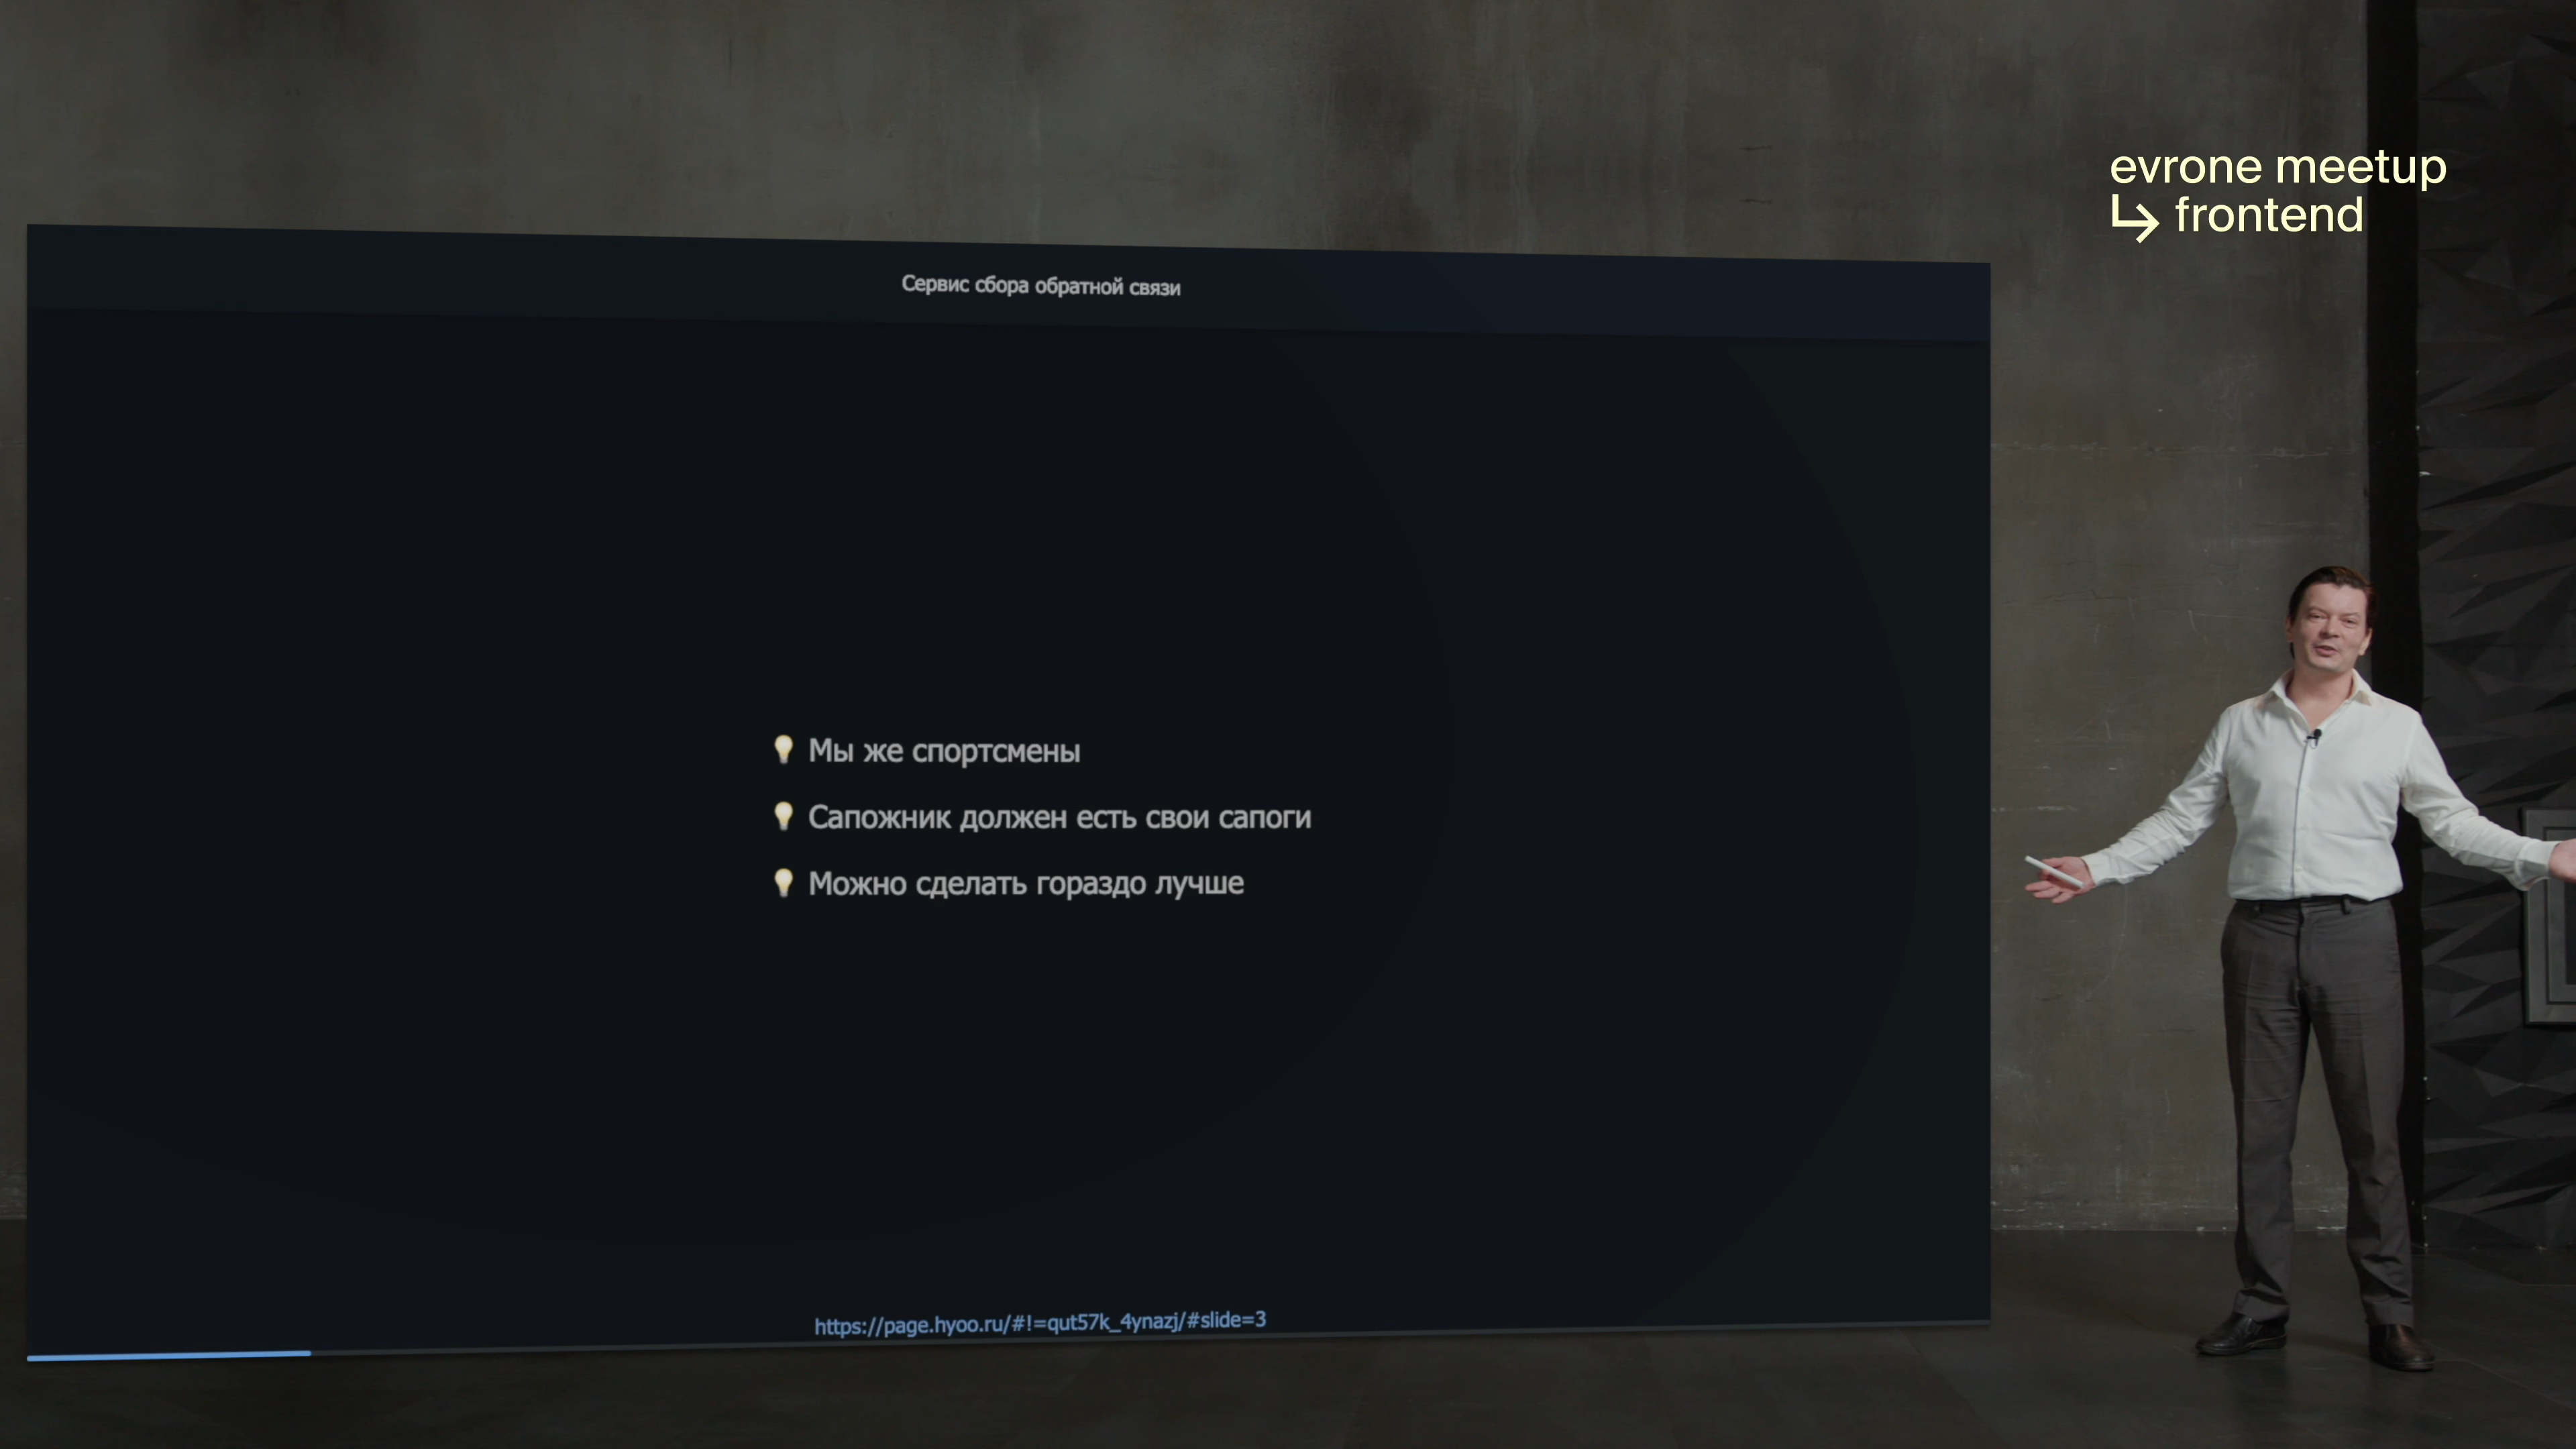 evrone meetup
↳ frontend
Сервис сбора обратной связи
💡 Мы же спортсмены
💡 Сапожник должен есть свои сапоги
💡 Можно сделать гораздо лучше
https://page.hyoo.ru/#!=qut57k_4ynazj/#slide=3